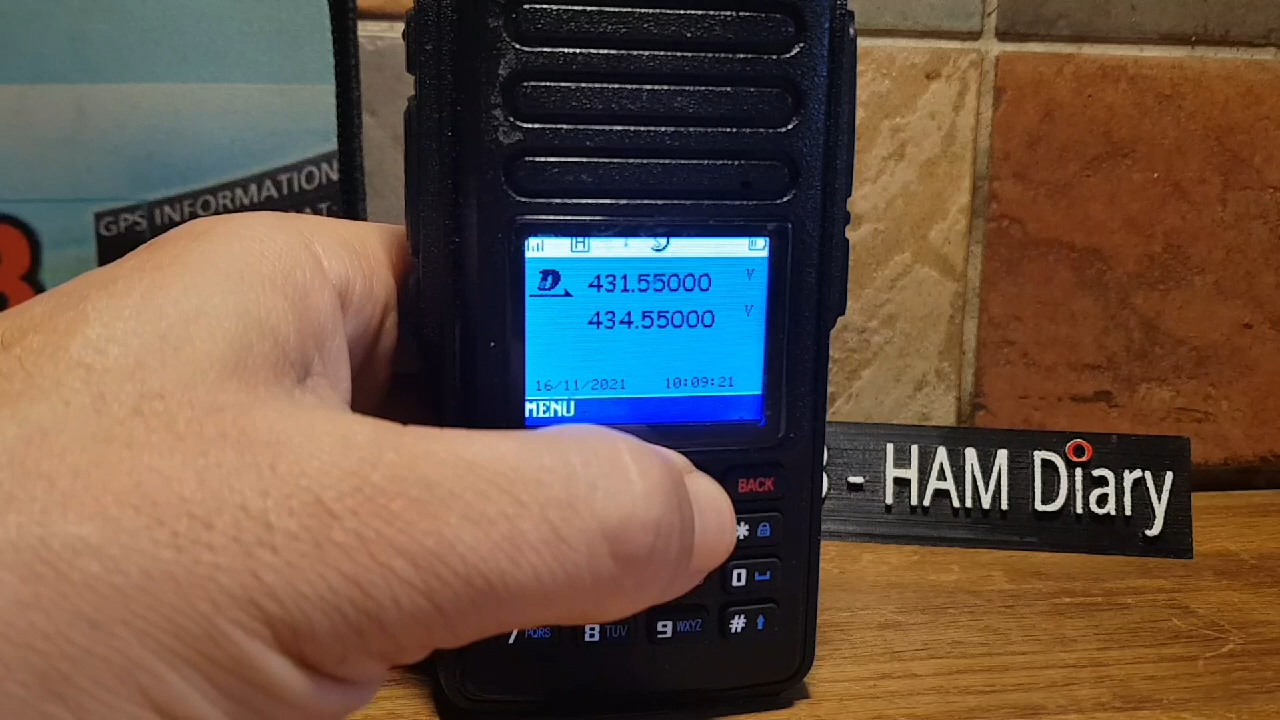 GPS INFORMATION
H
D 431.55000 V
434.55000 V
16/11/2021 10:09:21
MENU
BACK
- HAM Diary
*
0
7 PQRS 8 TUV 9 WXYZ #